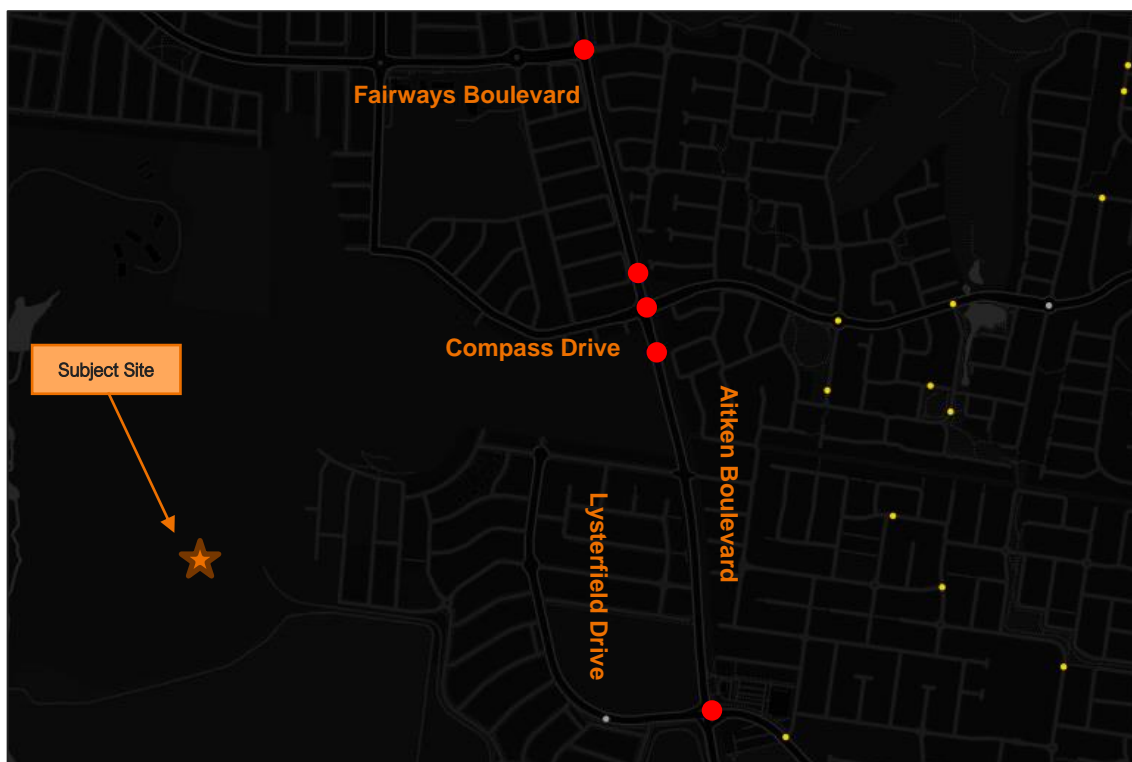 Fairways Boulevard
Compass Drive
Subject Site
Aitken Boulevard
Lysterfield Drive